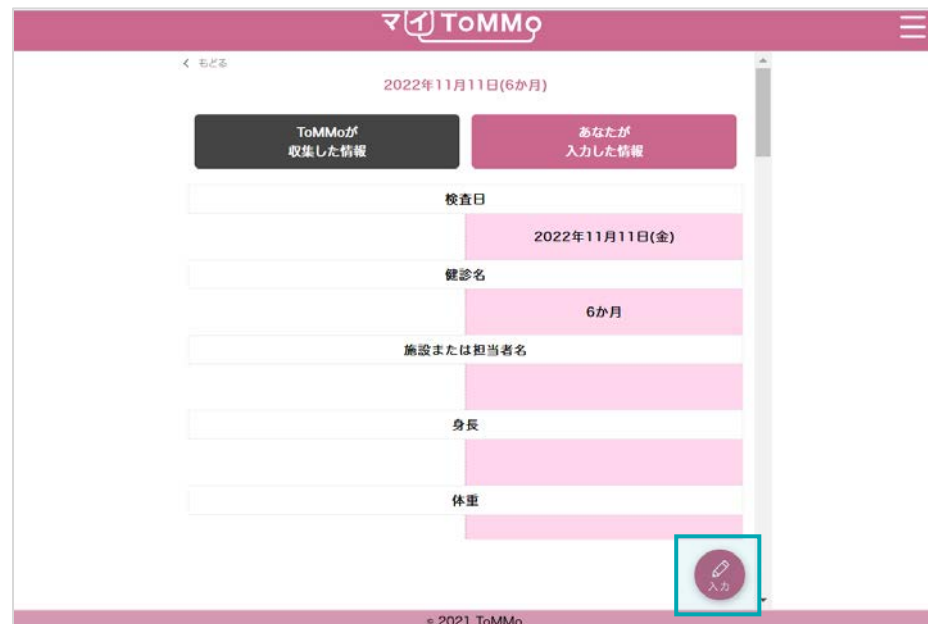 マイToMMo
もどる
2022年11月11日(6か月)
ToMMoが
収集した情報
あなたが
入力した情報
検査日
2022年11月11日(金)
健診名
6か月
施設または担当者名
身長
体重
入力
© 2021 ToMMo